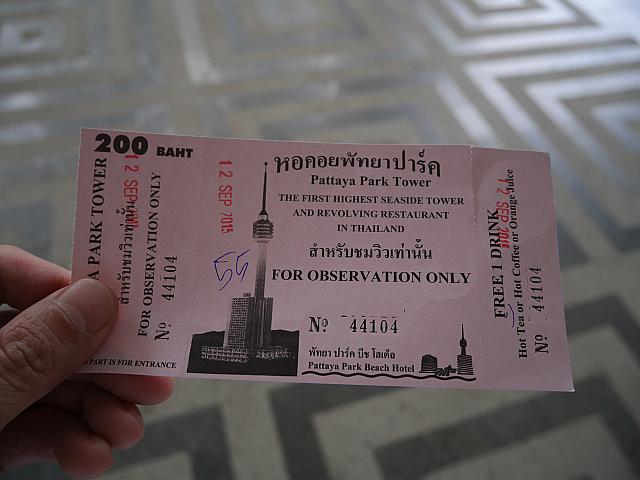 200 BAHT
A PARK TOWER
สำหรับชมวิวเท่านั้น
FOR OBSERVATION ONLY
Nº 44104
PART IS FOR ENTRANCE
12 SEP 2015
55
หอคอยพัทยาปาร์ค
Pattaya Park Tower
THE FIRST HIGHEST SEASIDE TOWER
AND REVOLVING RESTAURANT
IN THAILAND
สำหรับชมวิวเท่านั้น
FOR OBSERVATION ONLY
Nº 44104
พัทยา ปาร์ค บีช โฮเต็ล
Pattaya Park Beach Hotel
12 SEP 2015
FREE 1 DRINK
Hot Tea or Hot Coffee or Orange Juice
Nº 44104